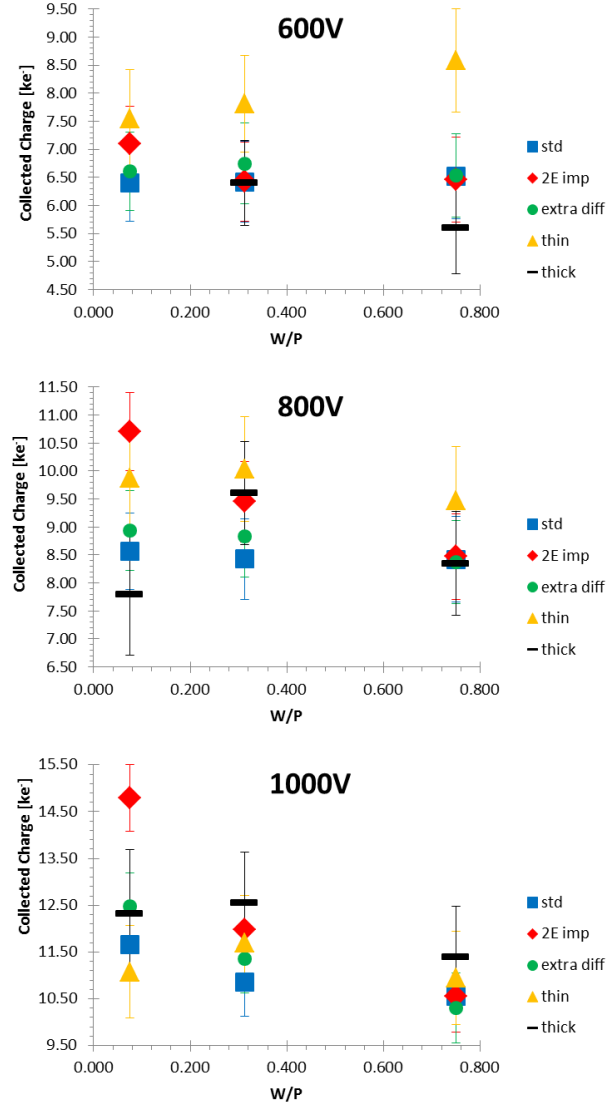 600V
Collected Charge [ke-]
9.50
9.00
8.50
8.00
7.50
7.00
6.50
6.00
5.50
5.00
4.50
0.000 0.200 0.400 0.600 0.800
W/P
std
2E imp
extra diff
thin
thick
800V
Collected Charge [ke-]
11.50
11.00
10.50
10.00
9.50
9.00
8.50
8.00
7.50
7.00
6.50
0.000 0.200 0.400 0.600 0.800
W/P
std
2E imp
extra diff
thin
thick
1000V
Collected Charge [ke-]
15.50
14.50
13.50
12.50
11.50
10.50
9.50
0.000 0.200 0.400 0.600 0.800
W/P
std
2E imp
extra diff
thin
thick